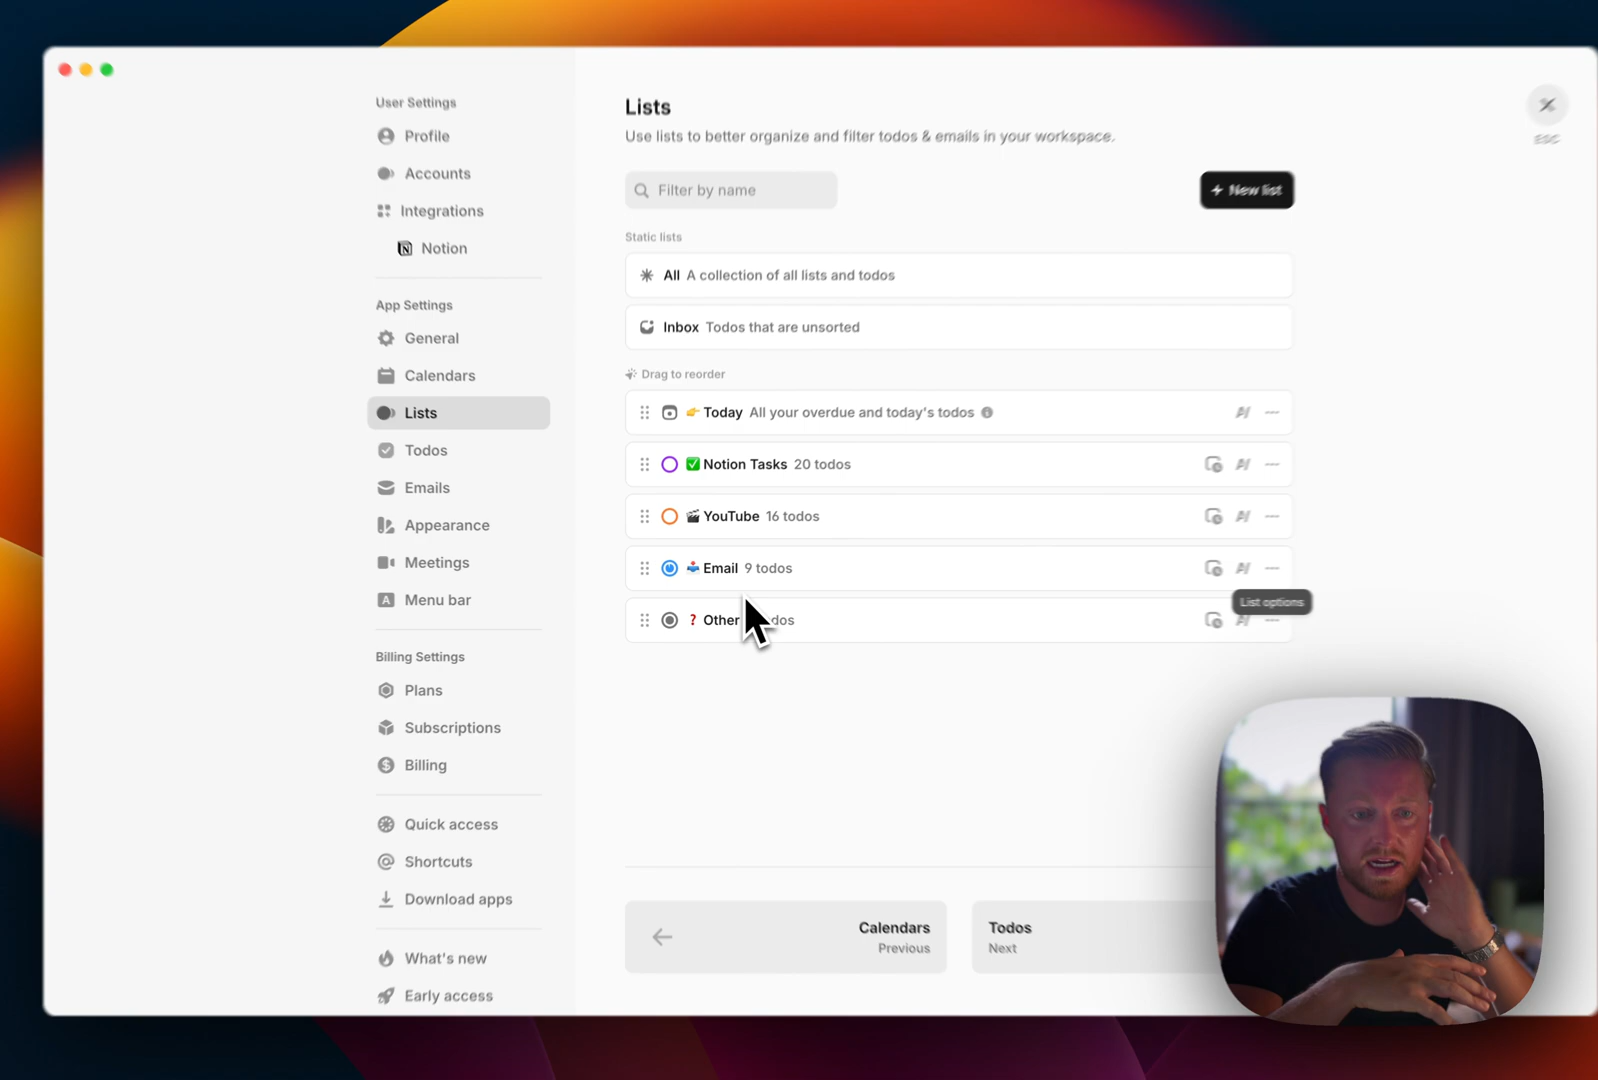 User Settings
Profile
Accounts
Integrations
Notion
App Settings
General
Calendars
Lists
Todos
Emails
Appearance
Meetings
Menu bar
Billing Settings
Plans
Subscriptions
Billing
Quick access
Shortcuts
Download apps
What's new
Early access
Lists
Use lists to better organize and filter todos & emails in your workspace.
ESC
Filter by name
New list
Static lists
All A collection of all lists and todos
Inbox Todos that are unsorted
Drag to reorder
Today All your overdue and today's todos
Notion Tasks 20 todos
YouTube 16 todos
Email 9 todos
List options
Other
Calendars
Previous
Todos
Next